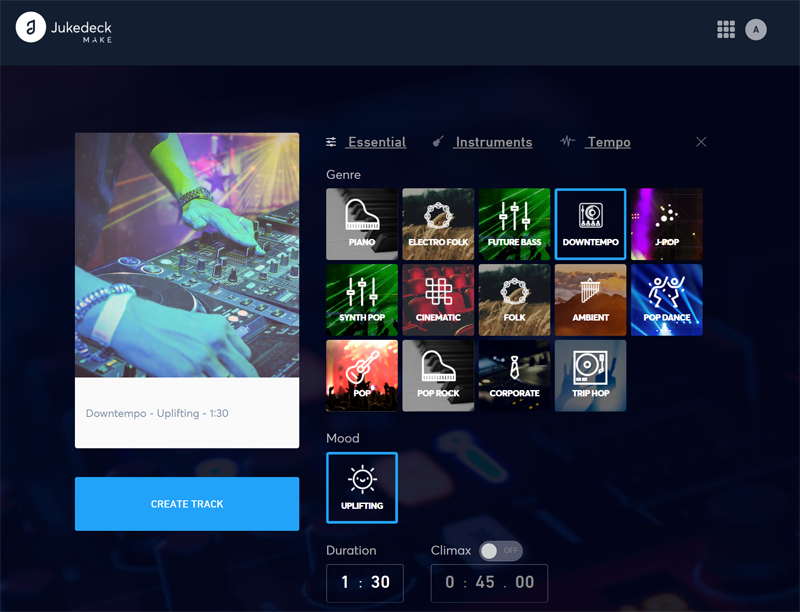 Jukedeck
MAKE
A
Essential Instruments Tempo
Genre
PIANO ELECTRO FOLK FUTURE BASS DOWNTEMPO J-POP
SYNTH POP CINEMATIC FOLK AMBIENT POP DANCE
POP POP ROCK CORPORATE TRIP HOP
Downtempo - Uplifting - 1:30
Mood
UPLIFTING
CREATE TRACK
Duration Climax OFF
1 : 30 0 : 45 . 00